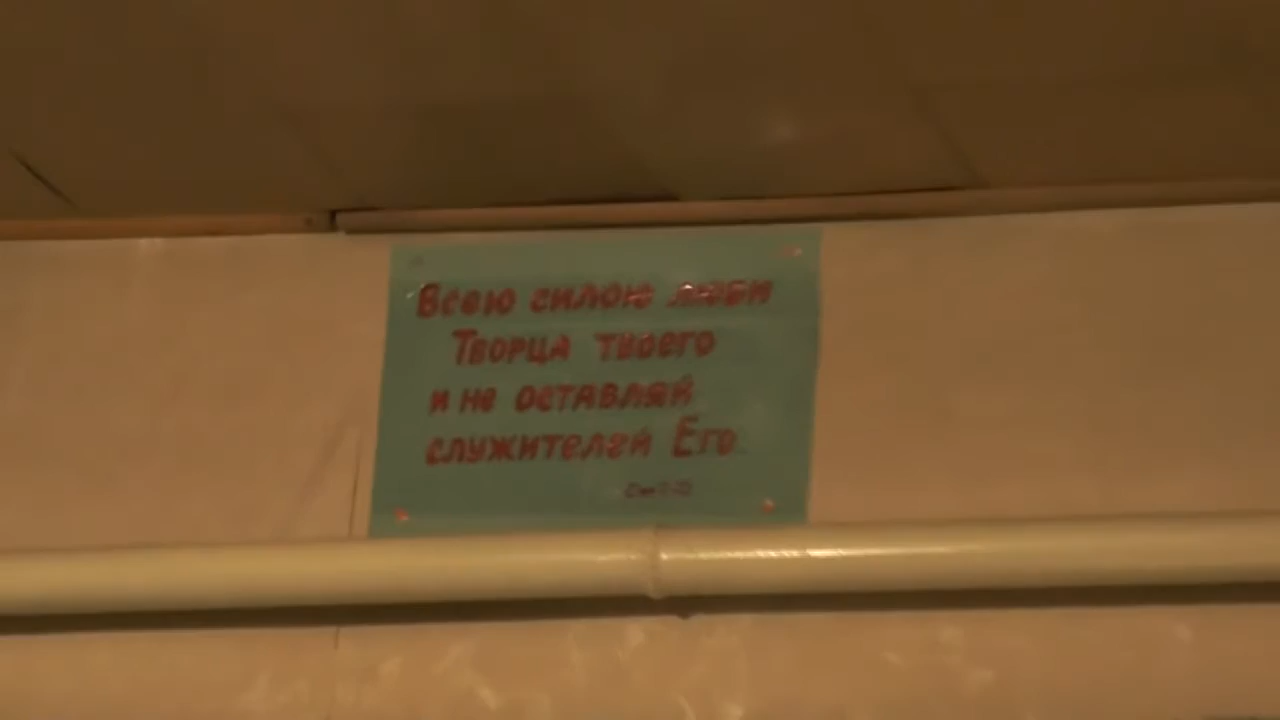 Всею силою люби
Творца твоего
и не оставляй
служителей Его